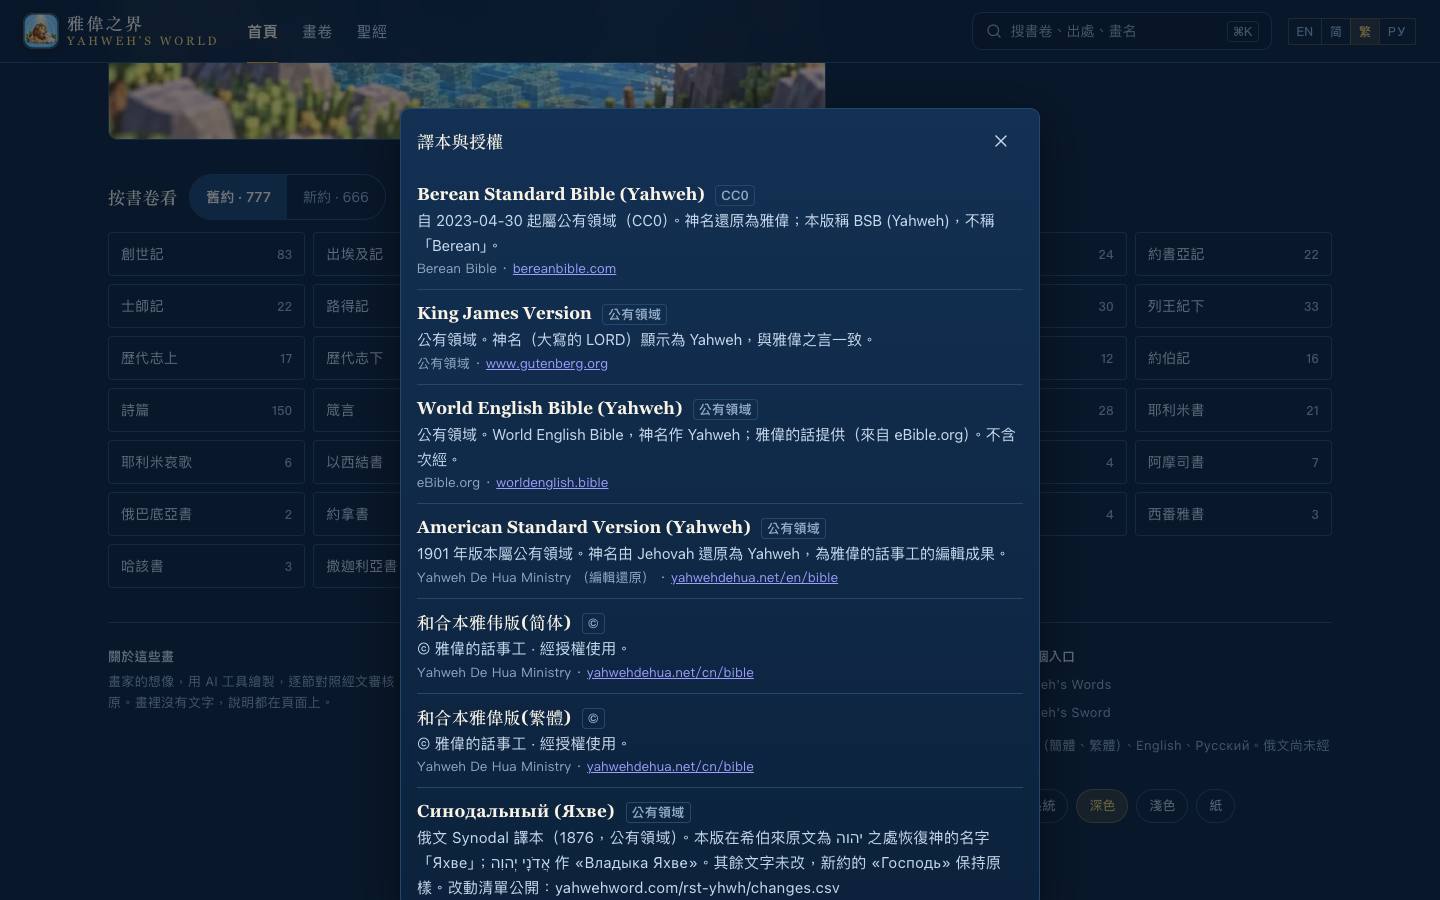 雅偉之界
YAHWEH'S WORLD
首頁
畫卷
聖經
搜書卷、出處、畫名
⌘K
EN
简
繁
РУ
譯本與授權
Berean Standard Bible (Yahweh) CC0
自 2023-04-30 起屬公有領域（CC0）。神名還原為雅偉；本版稱 BSB (Yahweh)，不稱
「Berean」。
Berean Bible · bereanbible.com
King James Version 公有領域
公有領域。神名（大寫的 LORD）顯示為 Yahweh，與雅偉之言一致。
公有領域 · www.gutenberg.org
World English Bible (Yahweh) 公有領域
公有領域。World English Bible，神名作 Yahweh；雅偉的話提供（來自 eBible.org）。不含
次經。
eBible.org · worldenglish.bible
American Standard Version (Yahweh) 公有領域
1901 年版本屬公有領域。神名由 Jehovah 還原為 Yahweh，為雅偉的話事工的編輯成果。
Yahweh De Hua Ministry （編輯還原） · yahwehdehua.net/en/bible
和合本雅伟版(简体) ©
© 雅偉的話事工 · 經授權使用。
Yahweh De Hua Ministry · yahwehdehua.net/cn/bible
和合本雅偉版(繁體) ©
© 雅偉的話事工 · 經授權使用。
Yahweh De Hua Ministry · yahwehdehua.net/cn/bible
Синодальный (Яхве) 公有領域
俄文 Synodal 譯本（1876，公有領域）。本版在希伯來原文為 יהוה 之處恢復神的名字
「Яхве」；אֲדֹנָי יְהוִה 作 «Владыка Яхве»。其餘文字未改，新約的 «Господь» 保持原
樣。改動清單公開：yahwehword.com/rst-yhwh/changes.csv
按書卷看
舊約 · 777
新約 · 666
創世記 83
出埃及記
24
約書亞記 22
士師記 22
路得記
30
列王紀下 33
歷代志上 17
歷代志下
12
約伯記 16
詩篇 150
箴言
28
耶利米書 21
耶利米哀歌 6
以西結書
4
阿摩司書 7
俄巴底亞書 2
約拿書
4
西番雅書 3
哈該書 3
撒迦利亞書
關於這些畫
畫家的想像，用 AI 工具繪製，逐節對照經文審核
原。畫裡沒有文字，說明都在頁面上。
個入口
eh's Words
eh's Sword
（簡體、繁體）、English、Русский。俄文尚未經
統
深色
淺色
紙